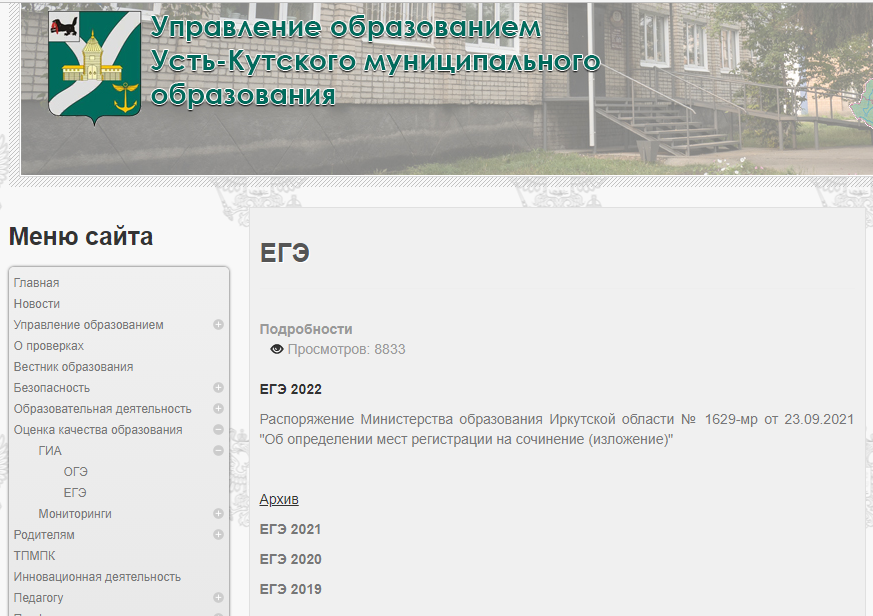 Управление образованием
Усть-Кутского муниципального
образования
Меню сайта
Главная
Новости
Управление образованием
О проверках
Вестник образования
Безопасность
Образовательная деятельность
Оценка качества образования
ГИА
ОГЭ
ЕГЭ
Мониторинги
Родителям
ТПМПК
Инновационная деятельность
Педагогу
ЕГЭ
Подробности
Просмотров: 8833
ЕГЭ 2022
Распоряжение Министерства образования Иркутской области № 1629-мр от 23.09.2021
"Об определении мест регистрации на сочинение (изложение)"
Архив
ЕГЭ 2021
ЕГЭ 2020
ЕГЭ 2019